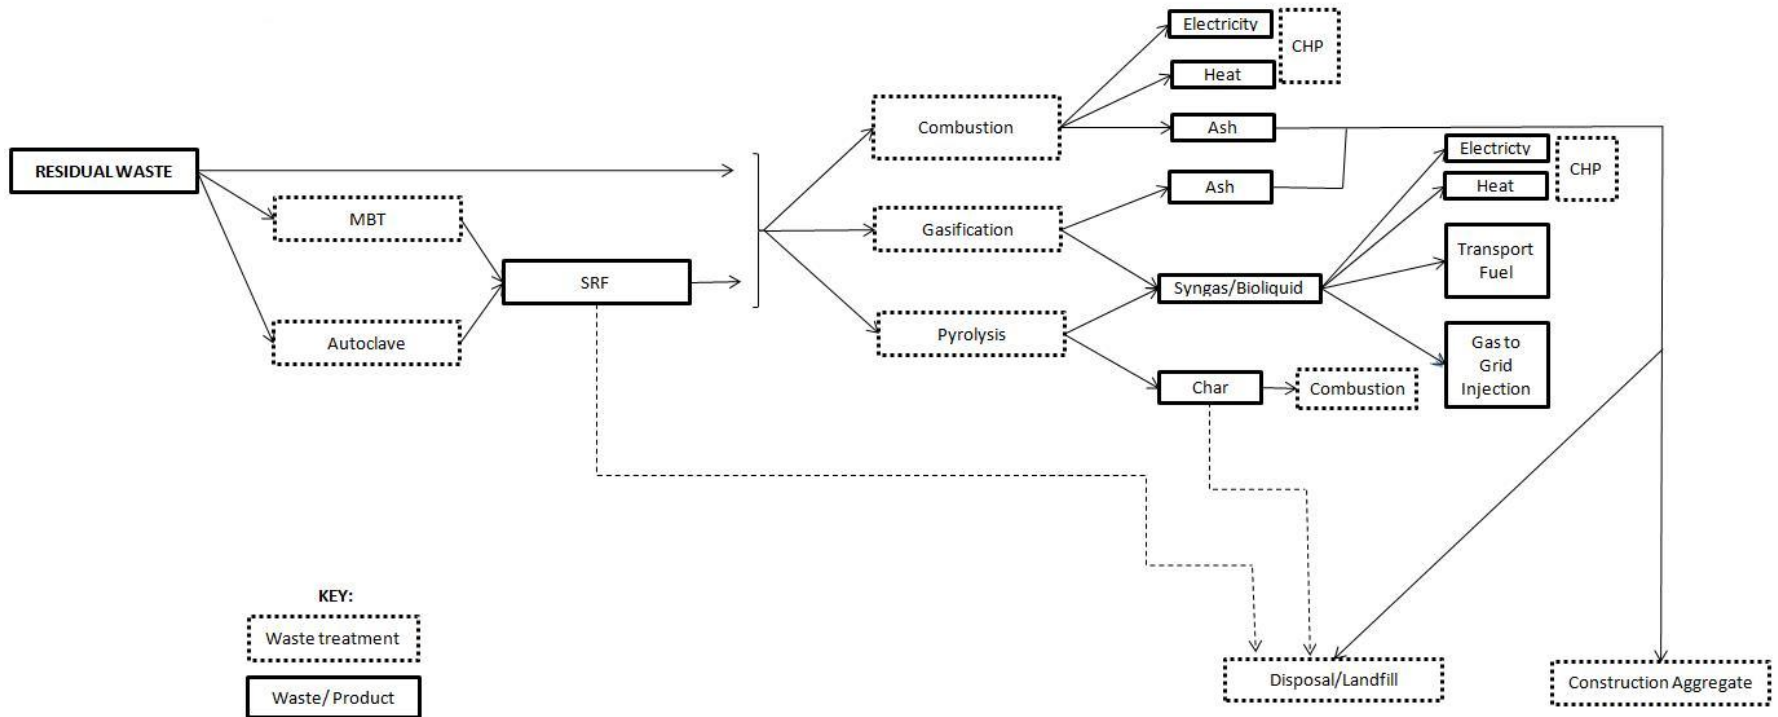 Electricity
CHP
Heat
Combustion
Ash
Electricty
CHP
RESIDUAL WASTE
Ash
Heat
MBT
Gasification
Transport
Fuel
SRF
Syngas/Bioliquid
Autoclave
Pyrolysis
Gas to
Grid
Injection
Char
Combustion
KEY:
Waste treatment
Disposal/Landfill
Construction Aggregate
Waste/ Product